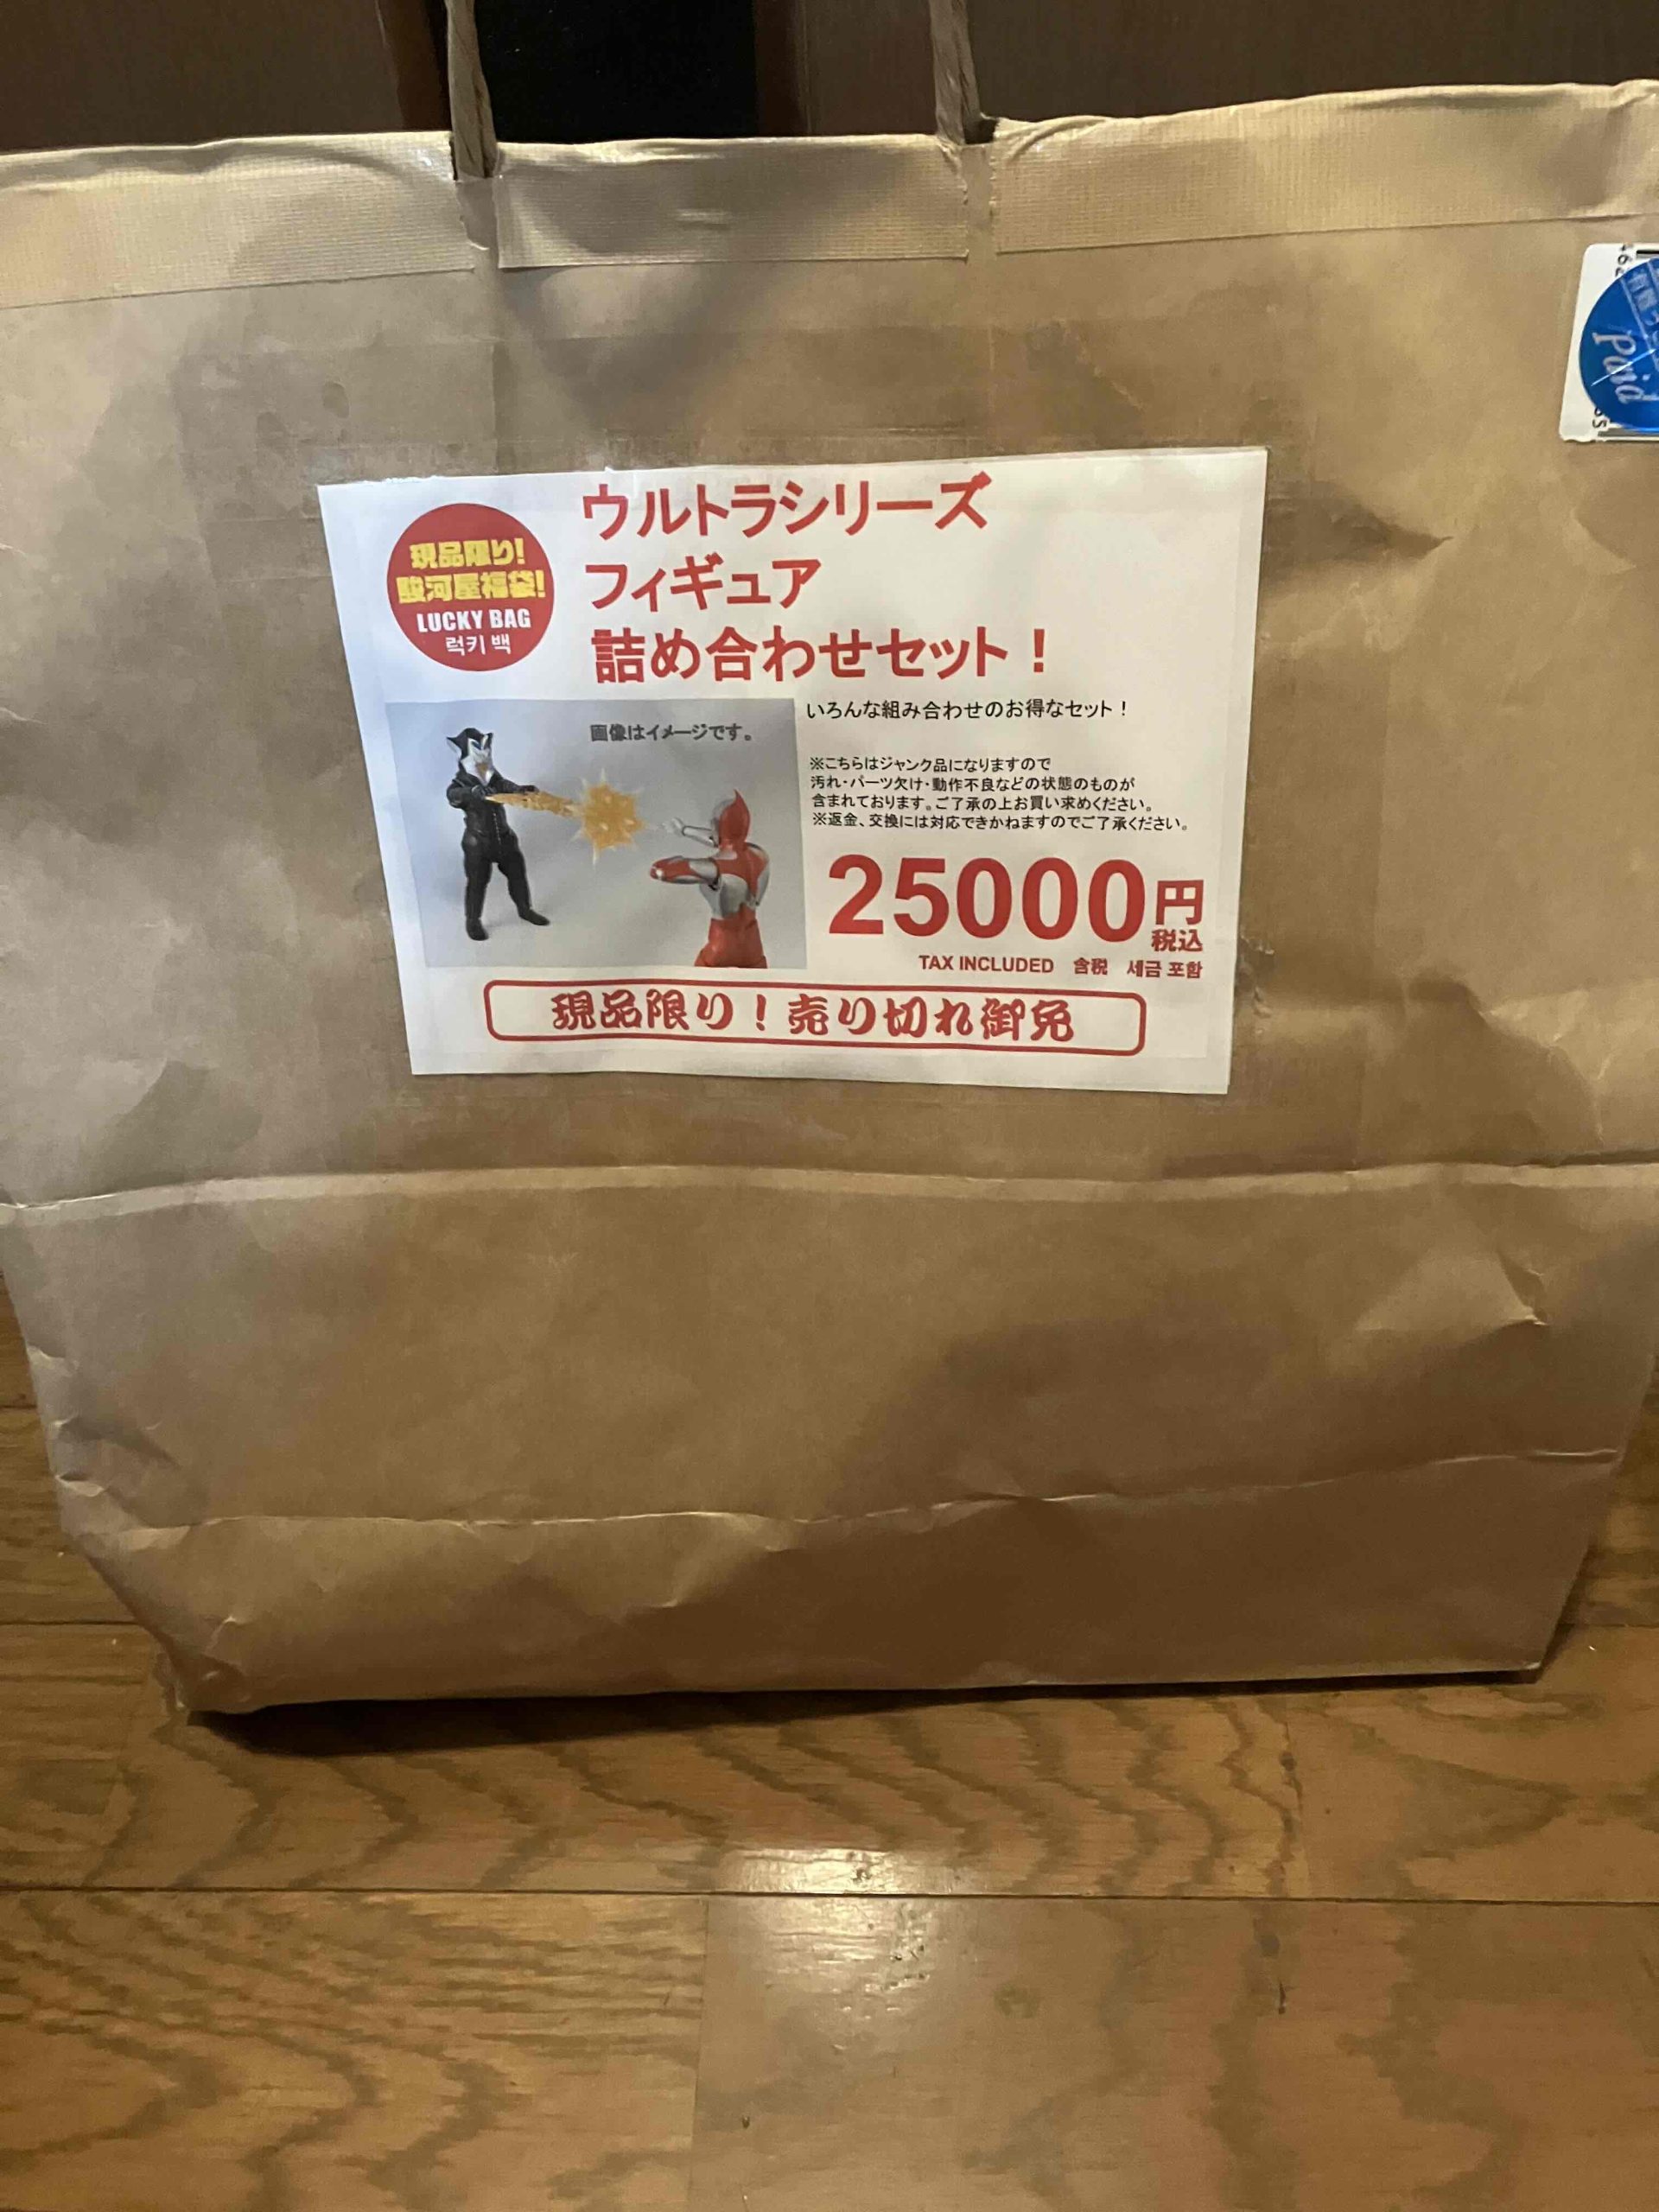 現品限り!
駿河屋福袋!
LUCKY BAG
럭키 백
ウルトラシリーズ
フィギュア
詰め合わせセット!
画像はイメージです。
いろんな組み合わせのお得なセット!
※こちらはジャンク品になりますので
汚れ・パーツ欠け・動作不良などの状態のものが
含まれております。ご了承の上お買い求めください。
※返金、交換には対応できかねますのでご了承ください。
25000円
税込
TAX INCLUDED 含税 세금 포함
現品限り!売り切れ御免
Paid